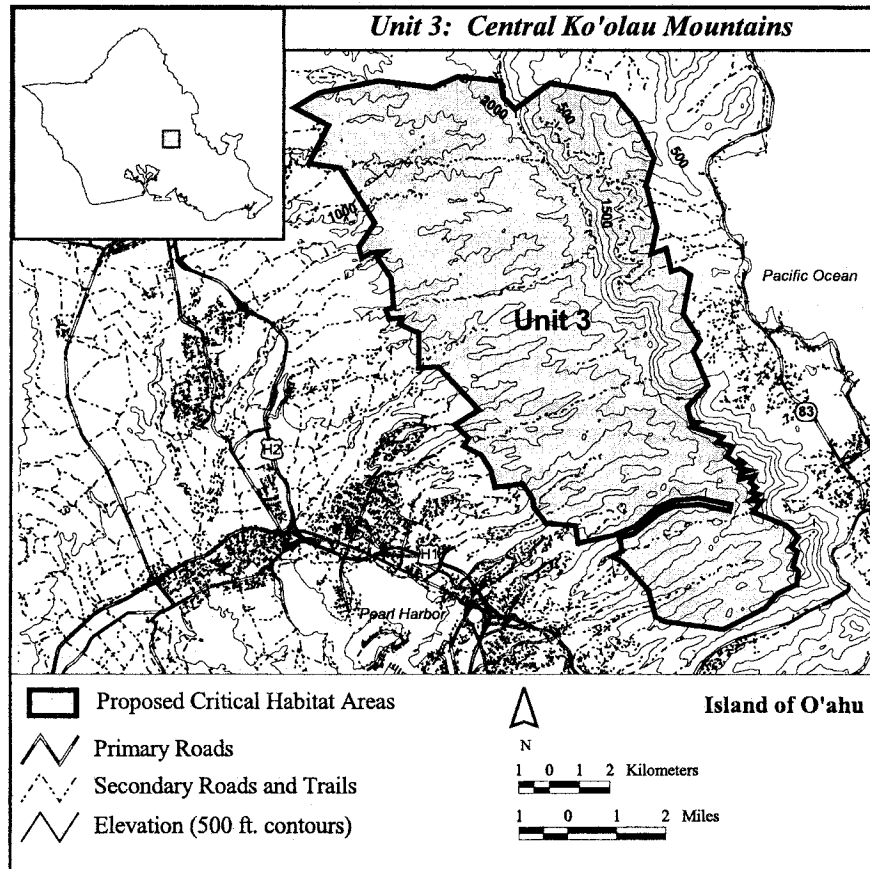 Unit 3: Central Ko'olau Mountains
2000
500
500
1000
1500
Pacific Ocean
Unit 3
83
H2
H1
Pearl Harbor
Proposed Critical Habitat Areas
Island of O'ahu
Primary Roads
N
Secondary Roads and Trails
1 0 1 2 Kilometers
Elevation (500 ft. contours)
1 0 1 2 Miles